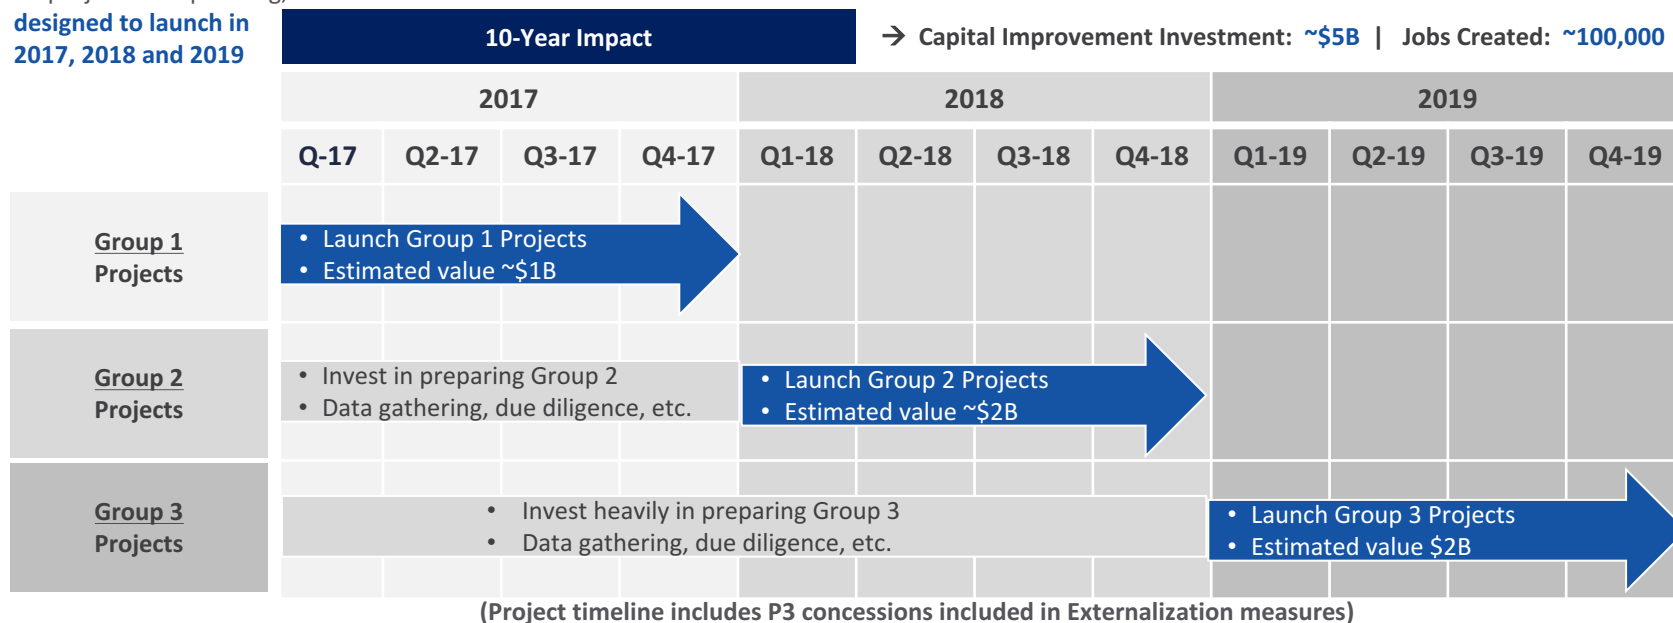 designed to launch in
2017, 2018 and 2019
10-Year Impact
→ Capital Improvement Investment: ~$5B | Jobs Created: ~100,000
2017 2018 2019
Q-17 Q2-17 Q3-17 Q4-17 Q1-18 Q2-18 Q3-18 Q4-18 Q1-19 Q2-19 Q3-19 Q4-19
Group 1
Projects
• Launch Group 1 Projects
• Estimated value ~$1B
Group 2
Projects
• Invest in preparing Group 2
• Data gathering, due diligence, etc.
• Launch Group 2 Projects
• Estimated value ~$2B
Group 3
Projects
• Invest heavily in preparing Group 3
• Data gathering, due diligence, etc.
• Launch Group 3 Projects
• Estimated value $2B
(Project timeline includes P3 concessions included in Externalization measures)